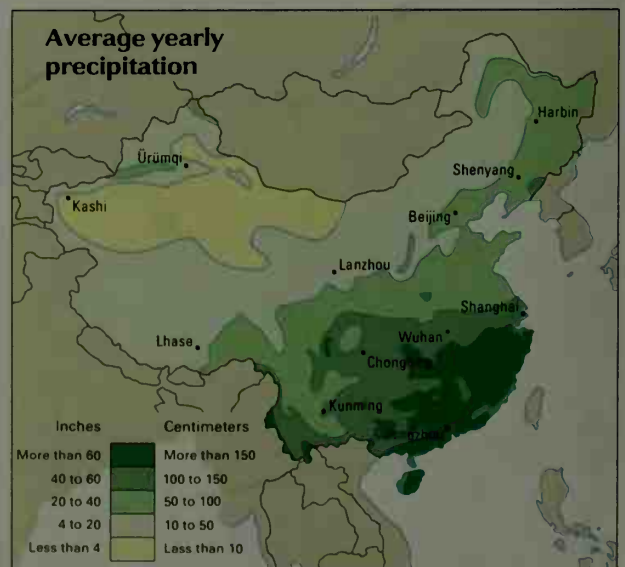 Average yearly
precipitation
Harbin
Ürümqi
Shenyang
Kashi
Beijing
Lanzhou
Shanghai
Wuhan
Lhase
Kunming
Inches Centimeters
More than 60 More than 150
40 to 60 100 to 150
20 to 40 50 to 100
4 to 20 10 to 50
Less than 4 Lass than 10